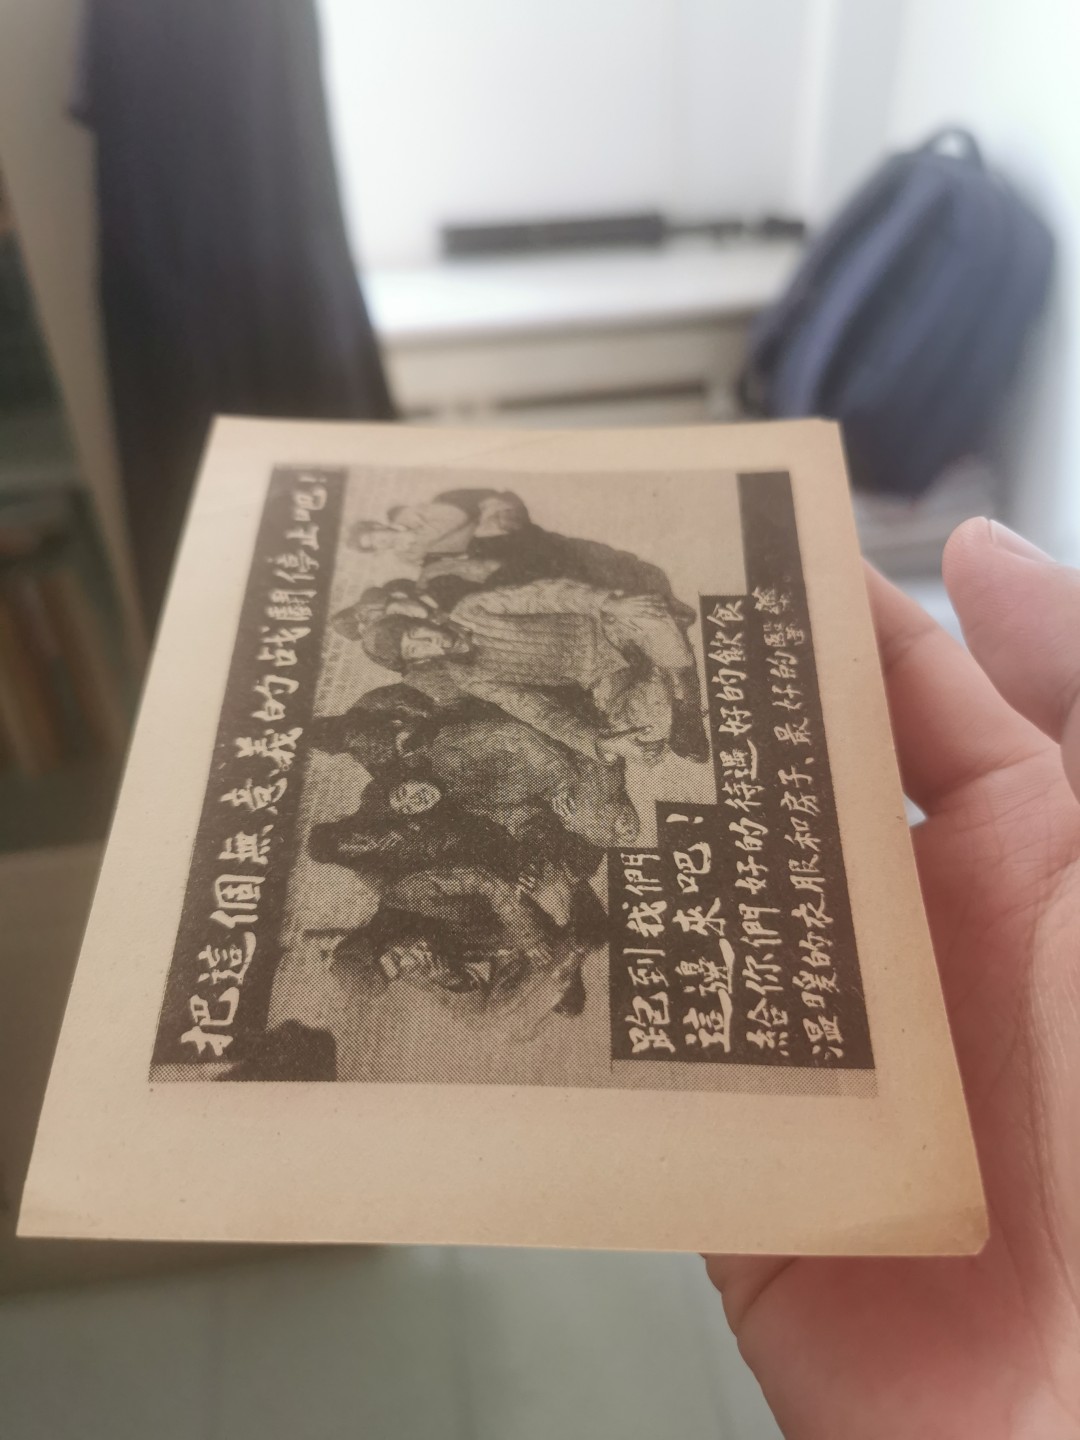 把這個無意義的战鬭停止吧！
跑到我們
這邊來吧！
給你們好的待遇好的飲食
溫暖的衣服和房子、最好的醫藥